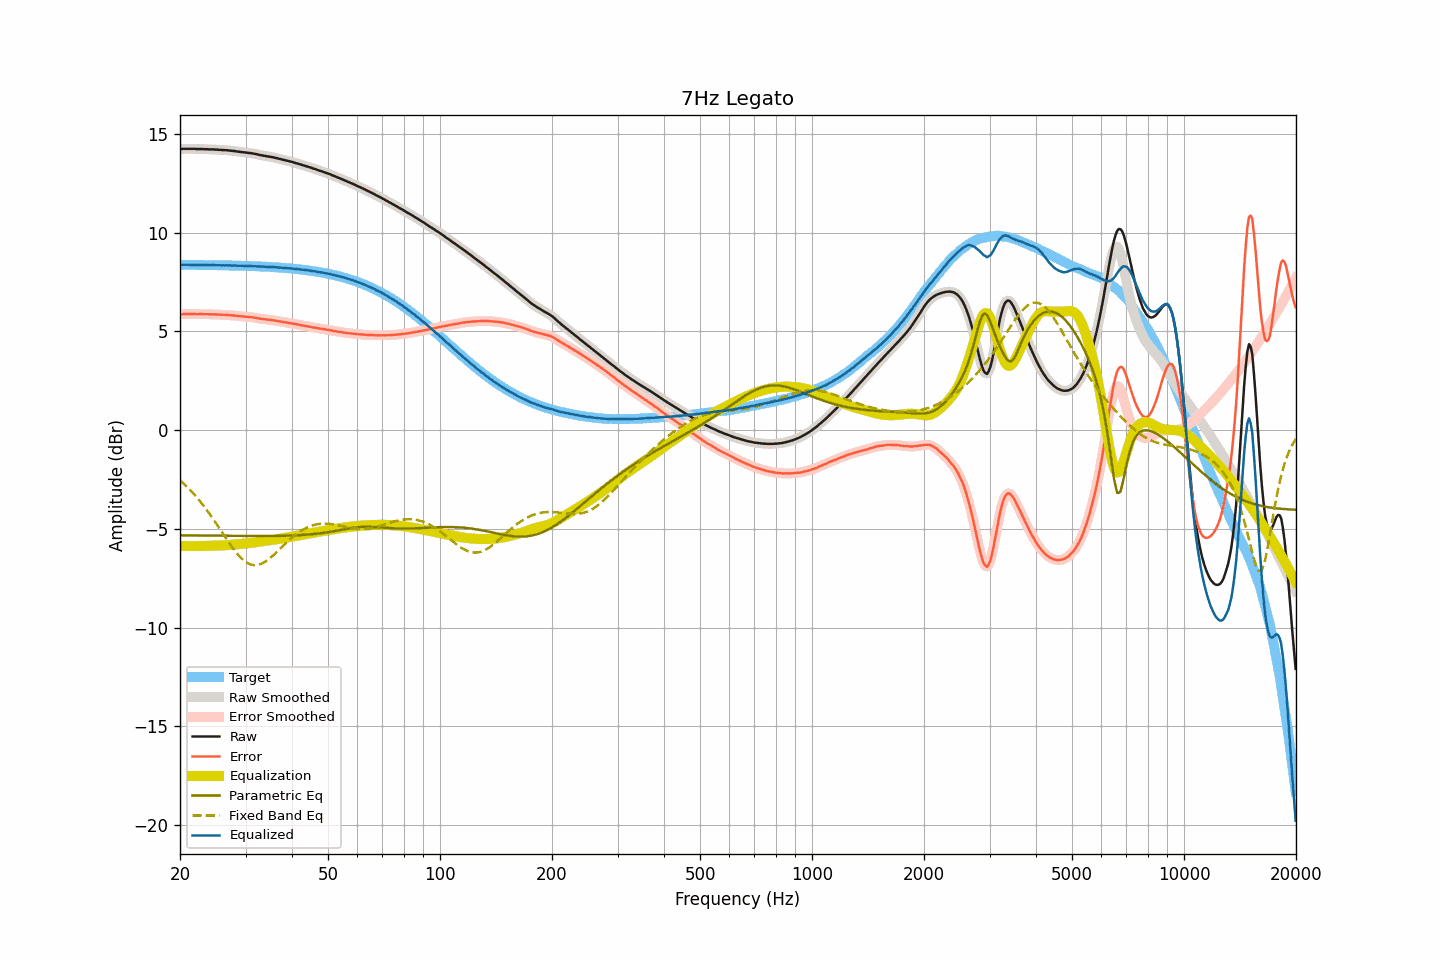 7Hz Legato
15
10
5
0
−5
−10
−15
−20
Amplitude (dBr)
Target
Raw Smoothed
Error Smoothed
Raw
Error
Equalization
Parametric Eq
Fixed Band Eq
Equalized
20 50 100 200 500 1000 2000 5000 10000 20000
Frequency (Hz)